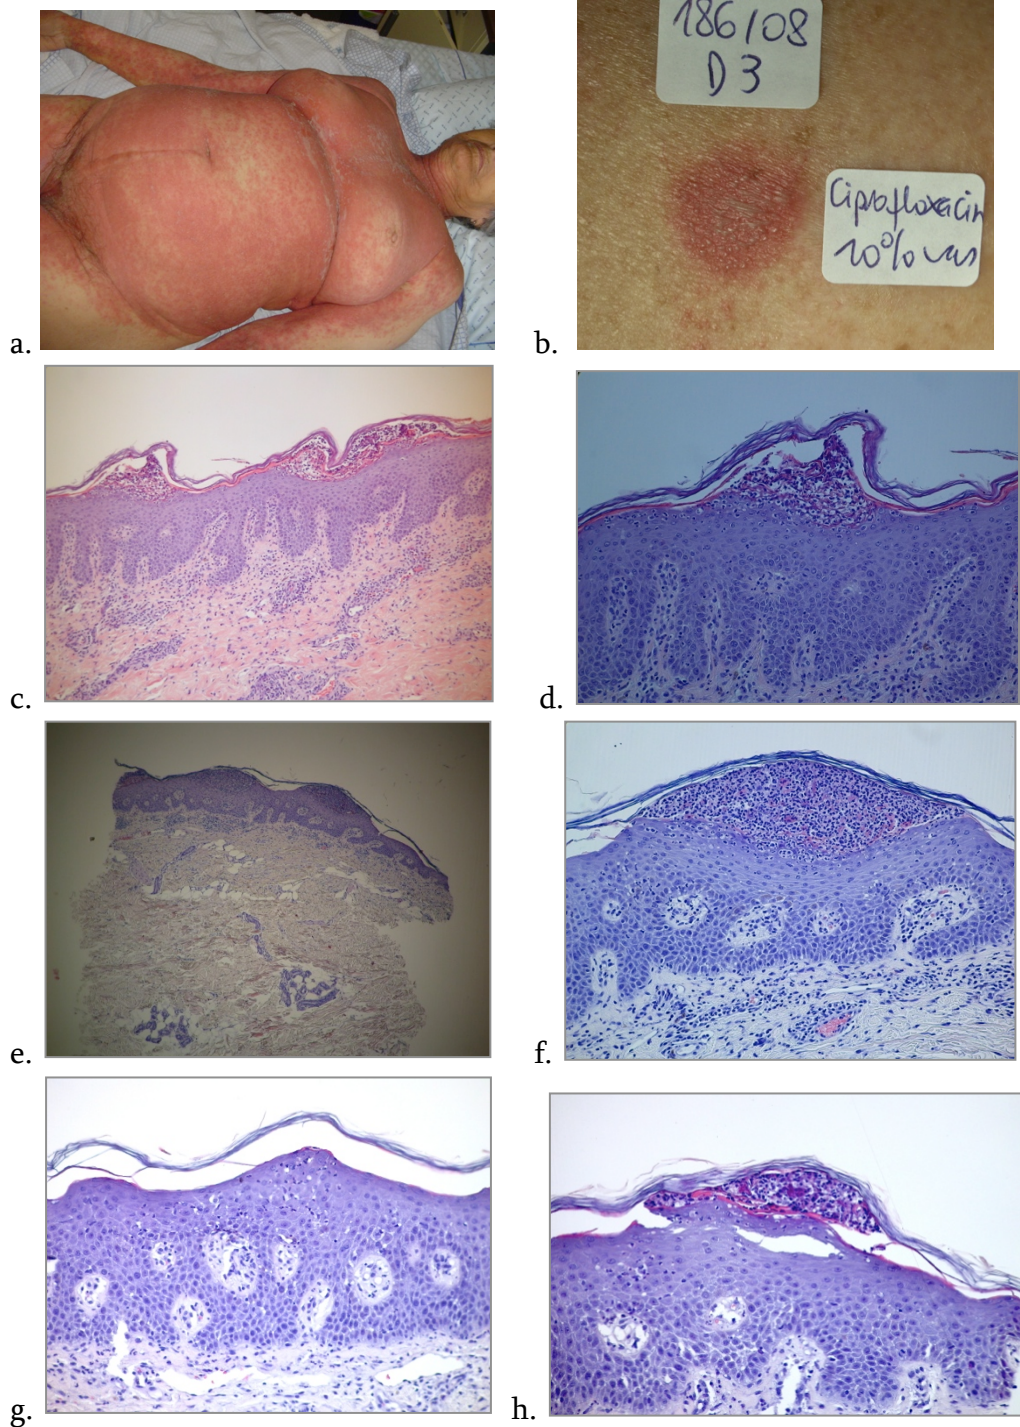 186/08
D3
Ciprofloxacin
10% vas
a.
b.
c.
d.
e.
f.
g.
h.